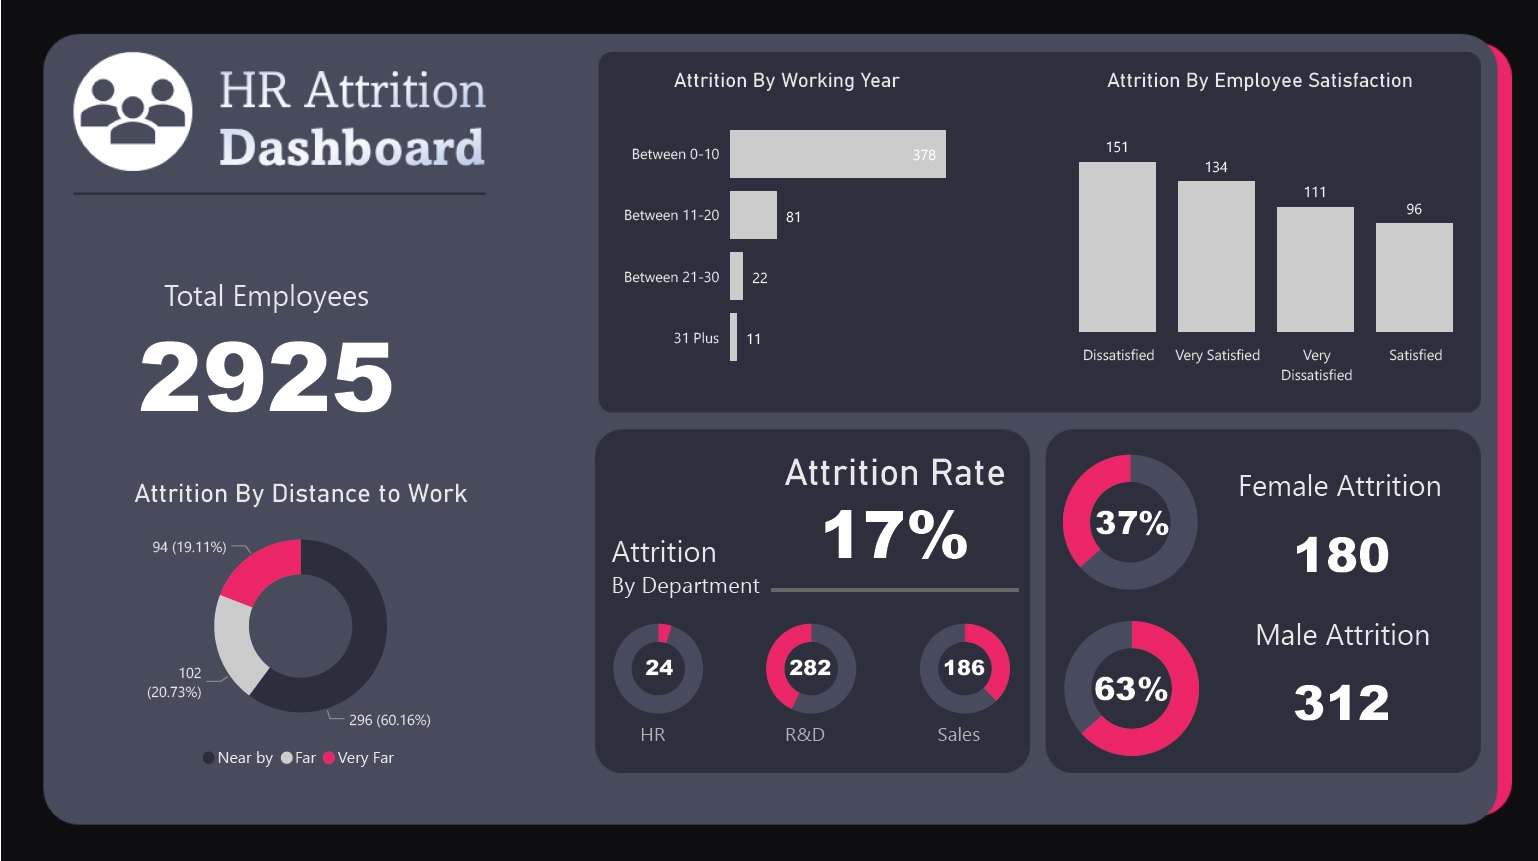 HR Attrition
Dashboard
Total Employees
2925
Attrition By Distance to Work
94 (19.11%)
102
(20.73%)
296 (60.16%)
Near by Far Very Far
Attrition By Working Year
Between 0-10 378
Between 11-20 81
Between 21-30 22
31 Plus 11
Attrition By Employee Satisfaction
151
134
111
96
Dissatisfied Very Satisfied Very Satisfied
Dissatisfied
Attrition Rate
17%
Attrition
By Department
24 282 186
HR R&D Sales
37%
Female Attrition
180
63%
Male Attrition
312